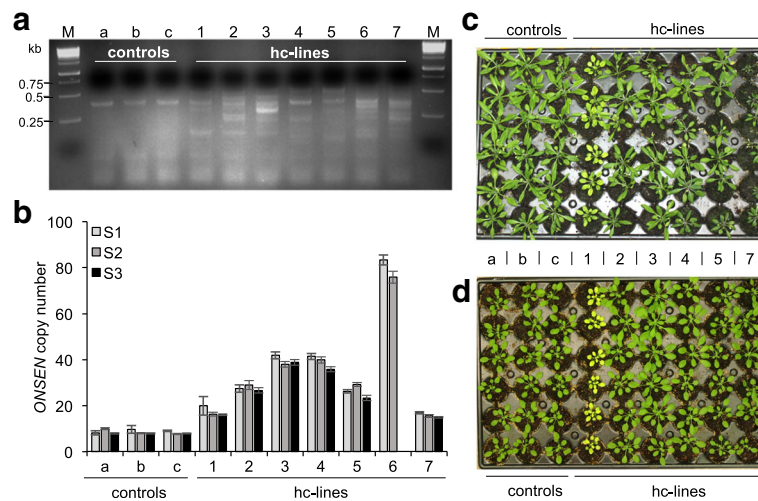 a
M a b c 1 2 3 4 5 6 7 M
kb controls hc-lines
0.75
0.5
0.25
b
100
80
60
40
20
0
ONSEN copy number
S1
S2
S3
a b c 1 2 3 4 5 6 7
controls hc-lines
c
controls hc-lines
a | b | c | 1 | 2 | 3 | 4 | 5 | 6 | 7
d
controls hc-lines